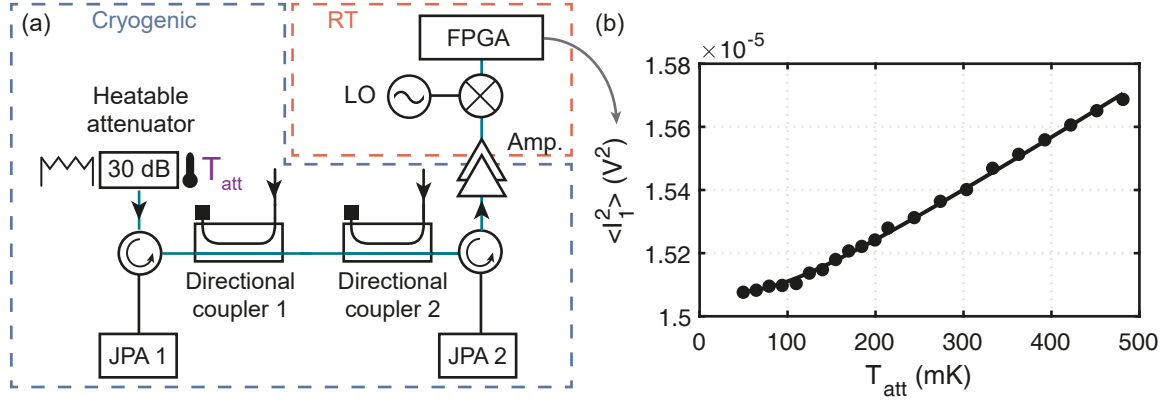 (a)
Cryogenic
RT
FPGA
LO
Heatable
attenuator
30 dB
T_att
Amp.
Directional
coupler 1
Directional
coupler 2
JPA 1
JPA 2
(b)
× 10^-5
1.58
1.56
1.54
1.52
1.5
<I_1^2> (V^2)
0
100
200
300
400
500
T_att (mK)